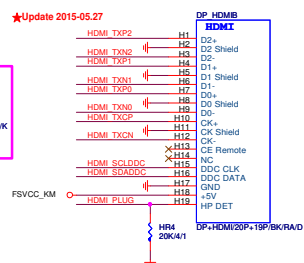 ★Update 2015-05.27
DP_HDMIB
HDMI
HDMI_TXP2 H1 D2+
H2 D2 Shield
HDMI_TXN2 H3 D2-
HDMI_TXP1 H4 D1+
H5 D1 Shield
HDMI_TXN1 H6 D1-
HDMI_TXP0 H7 D0+
H8 D0 Shield
HDMI_TXN0 H9 D0-
HDMI_TXCP H10 CK+
H11 CK Shield
HDMI_TXCN H12 CK-
H13 CE Remote
H14 NC
HDMI_SCLDDC H15 DDC CLK
HDMI_SDADDC H16 DDC DATA
H17 GND
FSVCC_KM H18 +5V
HDMI_PLUG H19 HP DET
/K
HR4
20K/4/1
DP+HDMI/20P+19P/BK/RA/D